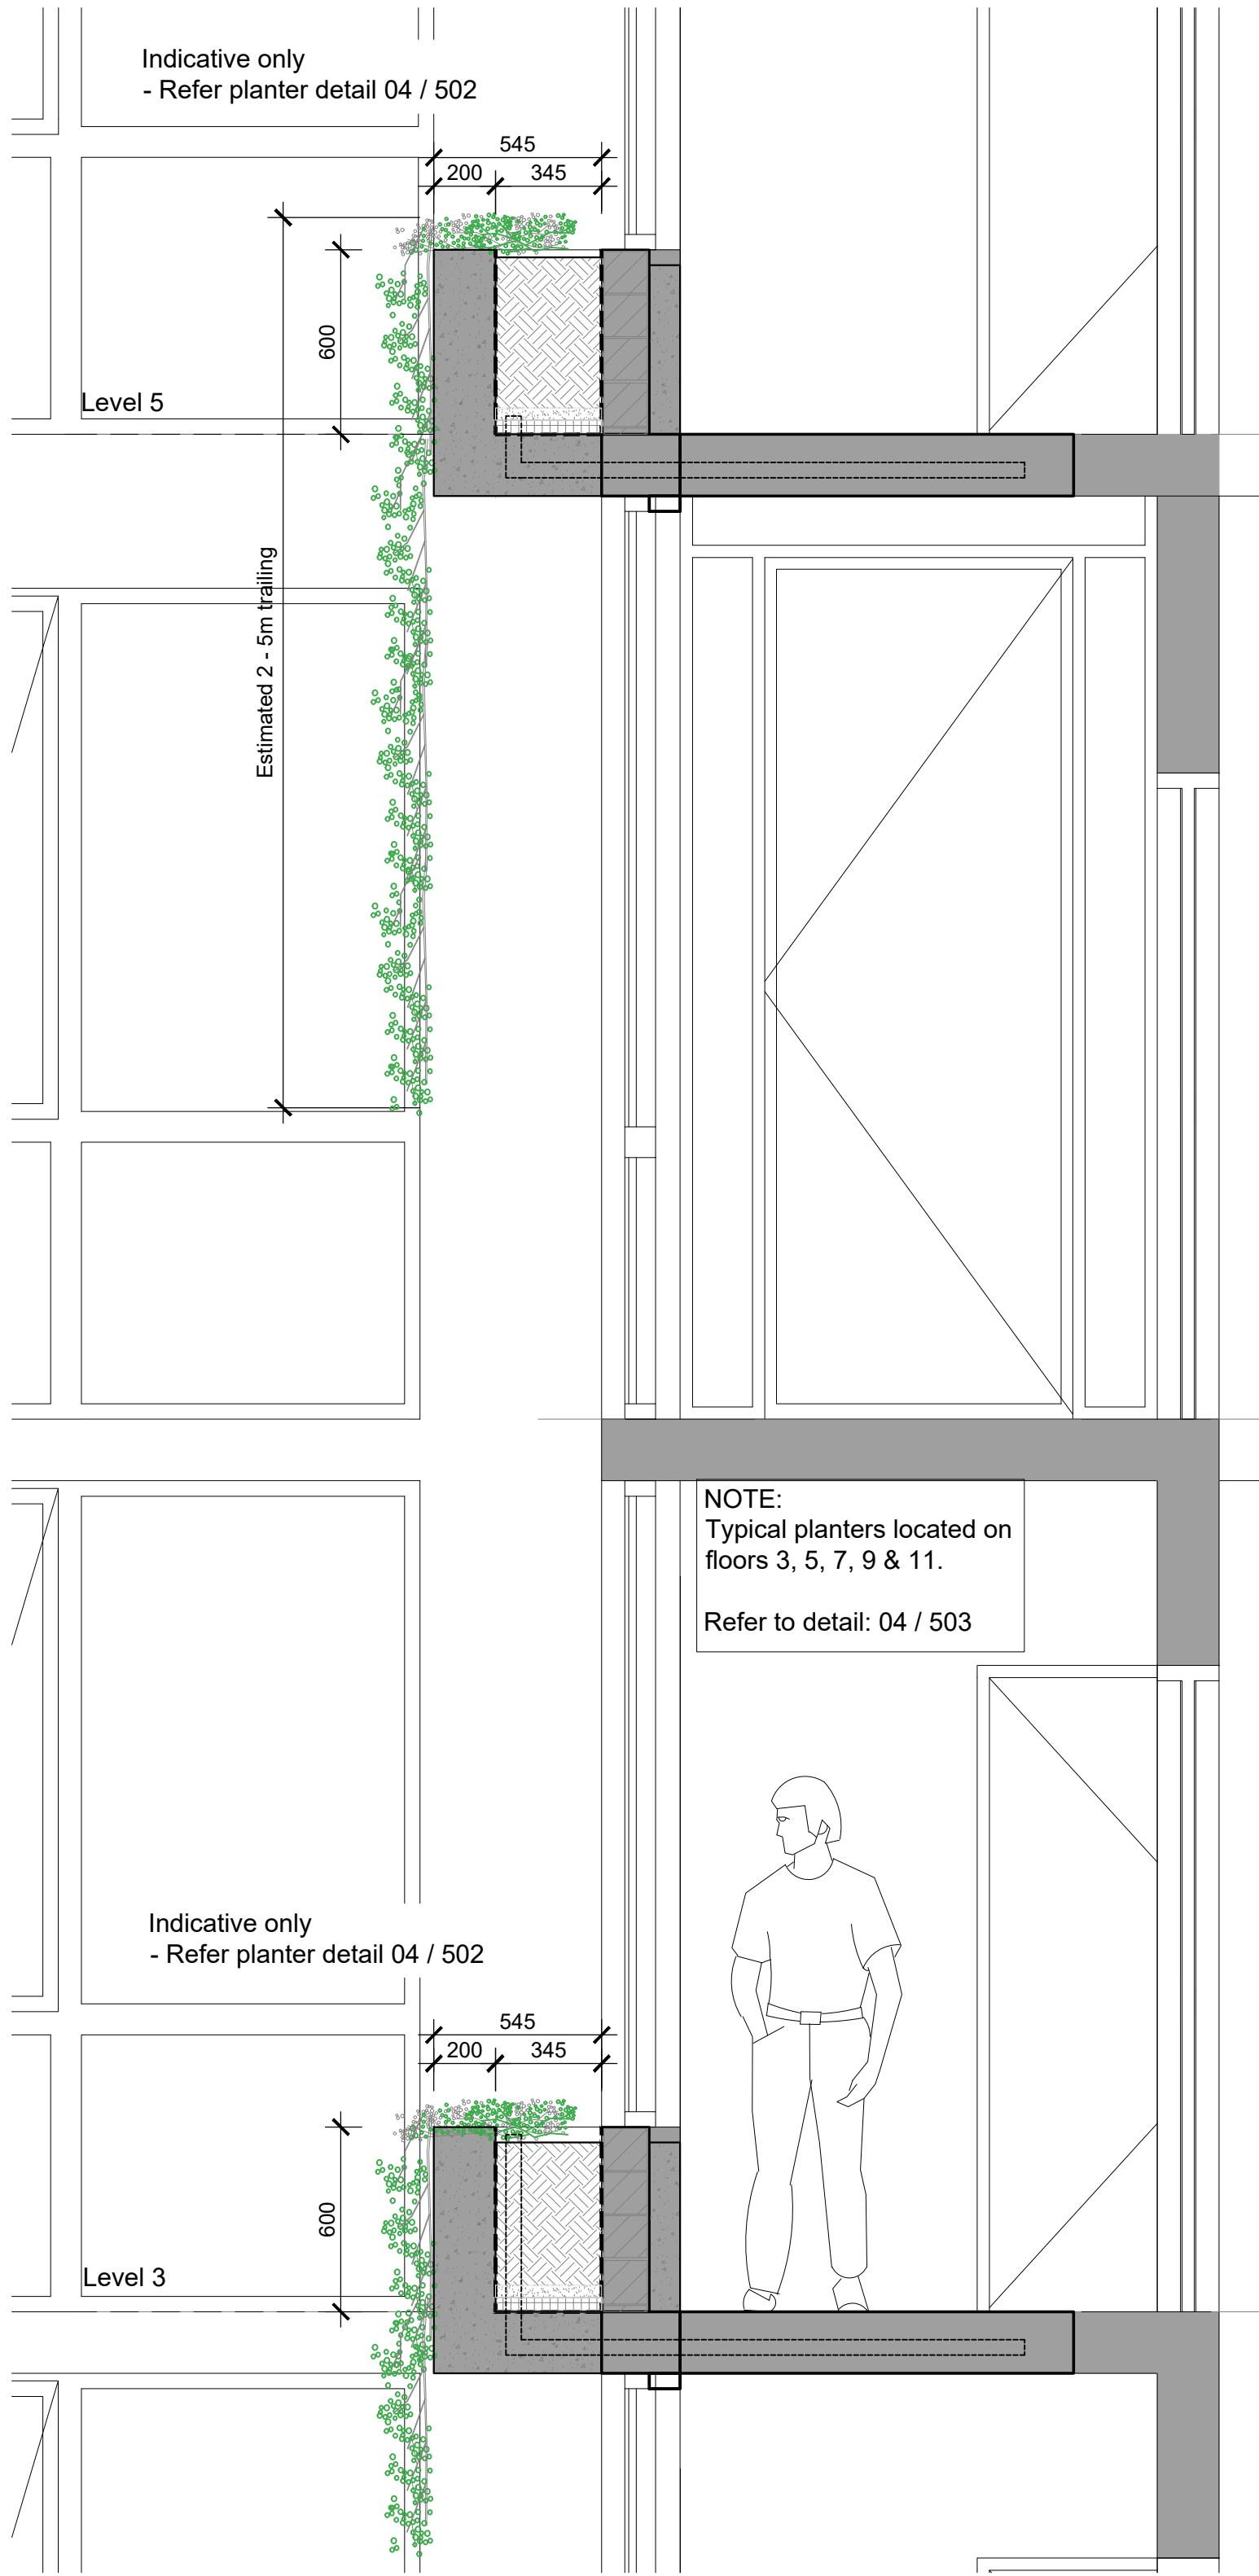 Indicative only
- Refer planter detail 04 / 502
545
200 345
600
Level 5
Estimated 2 - 5m trailing
NOTE:
Typical planters located on
floors 3, 5, 7, 9 & 11.
Refer to detail: 04 / 503
Indicative only
- Refer planter detail 04 / 502
545
200 345
600
Level 3